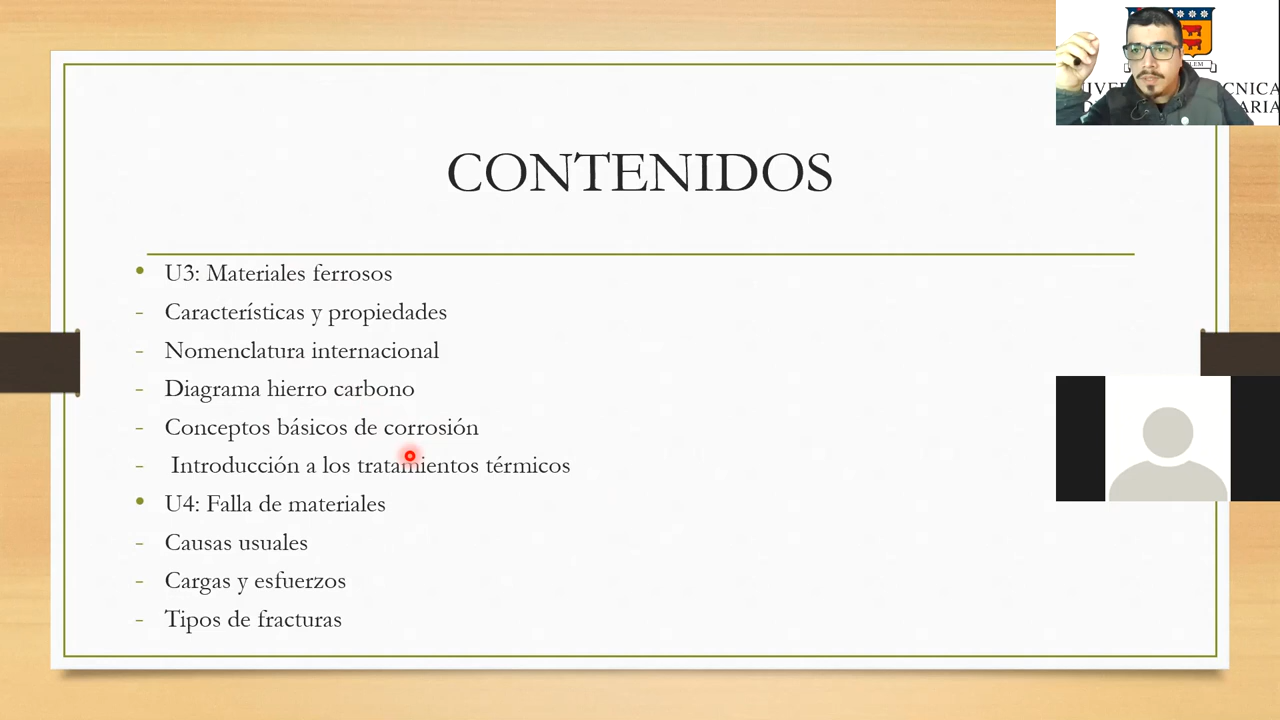 CONTENIDOS
• U3: Materiales ferrosos
- Características y propiedades
- Nomenclatura internacional
- Diagrama hierro carbono
- Conceptos básicos de corrosión
- Introducción a los tratamientos térmicos
• U4: Falla de materiales
- Causas usuales
- Cargas y esfuerzos
- Tipos de fracturas